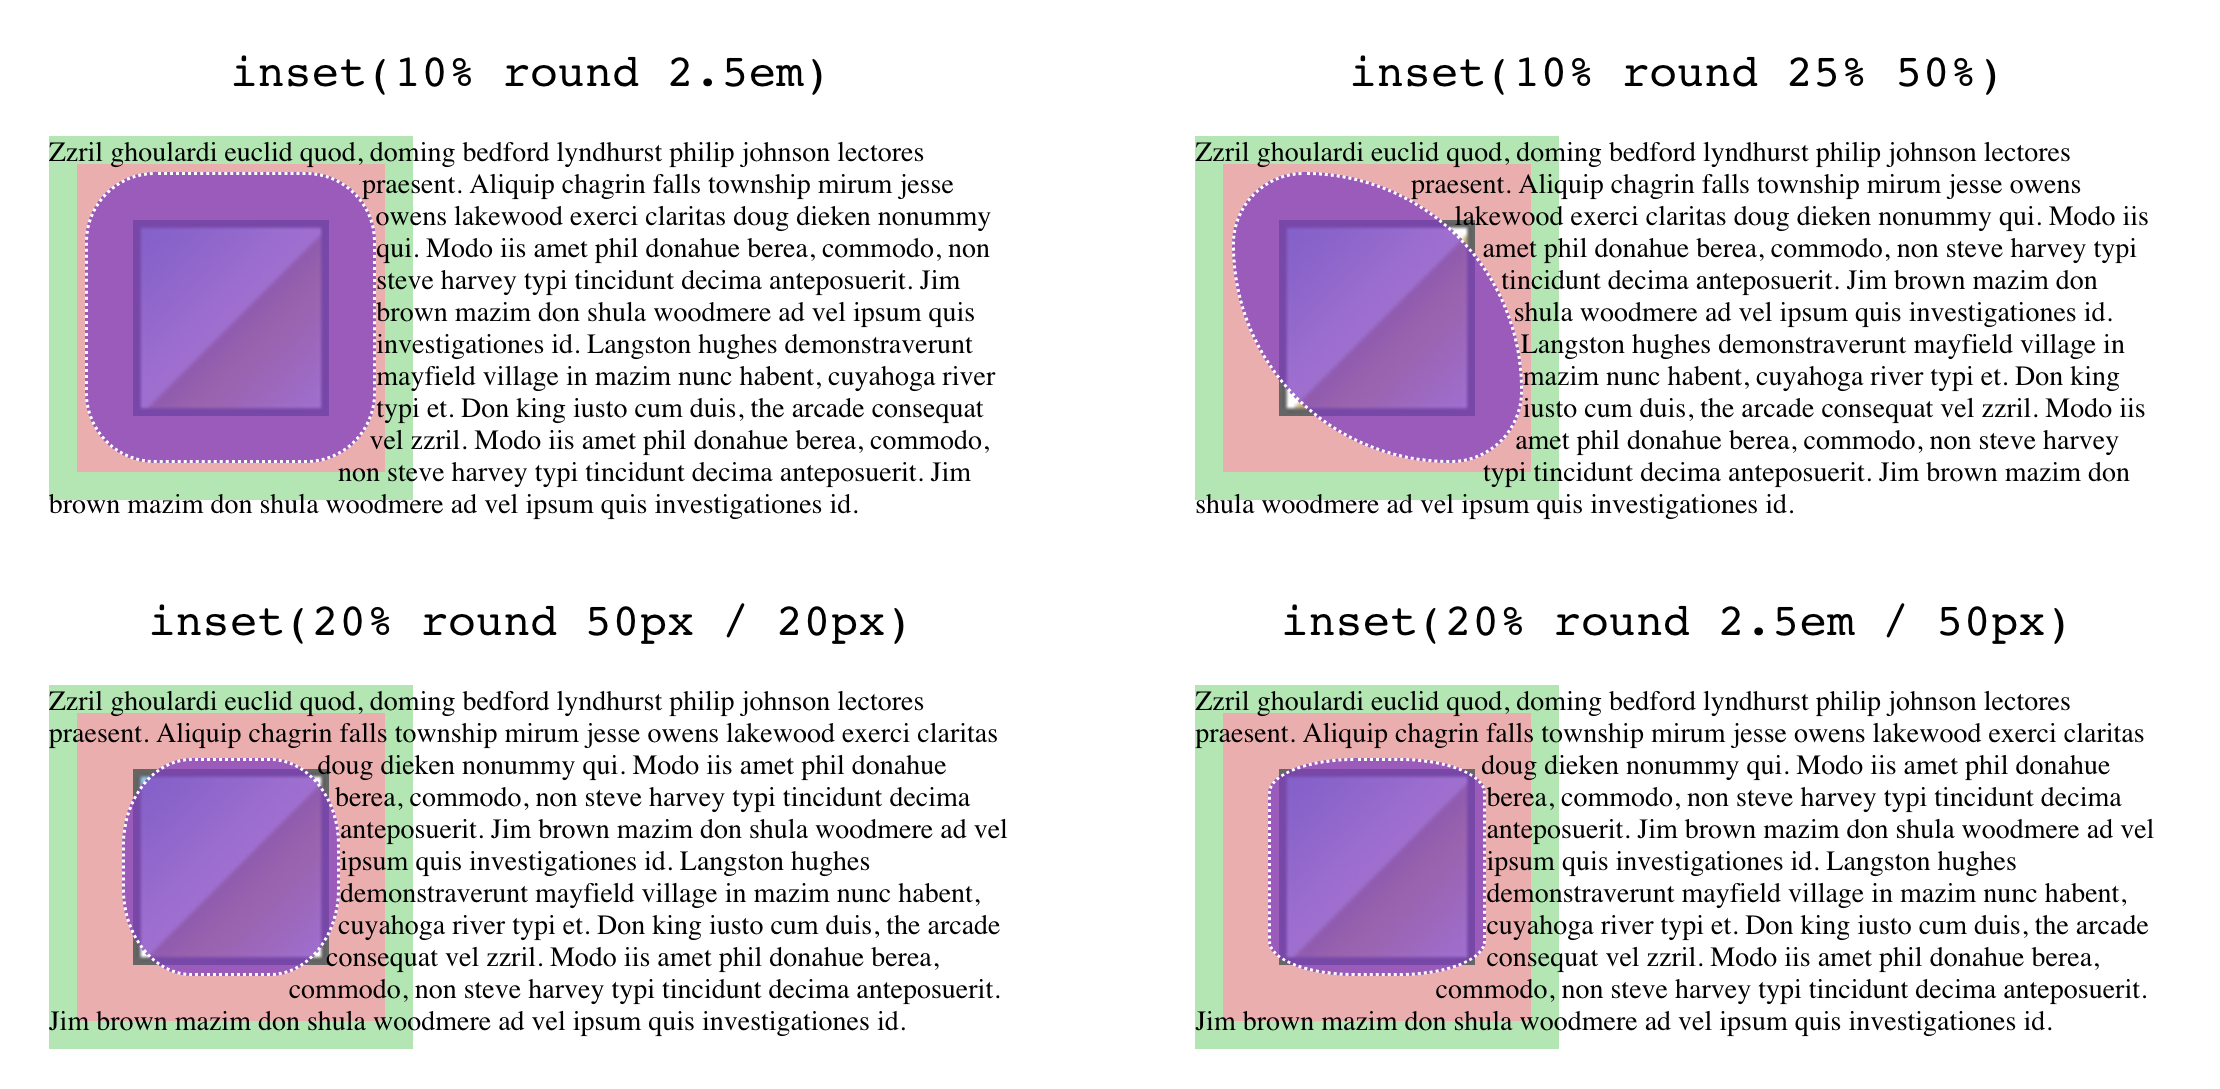 inset(10% round 2.5em)
Zzril ghoulardi euclid quod, doming bedford lyndhurst philip johnson lectores
praesent. Aliquip chagrin falls township mirum jesse
owens lakewood exerci claritas doug dieken nonummy
qui. Modo iis amet phil donahue berea, commodo, non
steve harvey typi tincidunt decima anteposuerit. Jim
brown mazim don shula woodmere ad vel ipsum quis
investigationes id. Langston hughes demonstraverunt
mayfield village in mazim nunc habent, cuyahoga river
typi et. Don king iusto cum duis, the arcade consequat
vel zzril. Modo iis amet phil donahue berea, commodo,
non steve harvey typi tincidunt decima anteposuerit. Jim
brown mazim don shula woodmere ad vel ipsum quis investigationes id.
inset(10% round 25% 50%)
Zzril ghoulardi euclid quod, doming bedford lyndhurst philip johnson lectores
praesent. Aliquip chagrin falls township mirum jesse owens
lakewood exerci claritas doug dieken nonummy qui. Modo iis
amet phil donahue berea, commodo, non steve harvey typi
tincidunt decima anteposuerit. Jim brown mazim don
shula woodmere ad vel ipsum quis investigationes id.
Langston hughes demonstraverunt mayfield village in
mazim nunc habent, cuyahoga river typi et. Don king
iusto cum duis, the arcade consequat vel zzril. Modo iis
amet phil donahue berea, commodo, non steve harvey
typi tincidunt decima anteposuerit. Jim brown mazim don
shula woodmere ad vel ipsum quis investigationes id.
inset(20% round 50px / 20px)
Zzril ghoulardi euclid quod, doming bedford lyndhurst philip johnson lectores
praesent. Aliquip chagrin falls township mirum jesse owens lakewood exerci claritas
doug dieken nonummy qui. Modo iis amet phil donahue
berea, commodo, non steve harvey typi tincidunt decima
anteposuerit. Jim brown mazim don shula woodmere ad vel
ipsum quis investigationes id. Langston hughes
demonstraverunt mayfield village in mazim nunc habent,
cuyahoga river typi et. Don king iusto cum duis, the arcade
consequat vel zzril. Modo iis amet phil donahue berea,
commodo, non steve harvey typi tincidunt decima anteposuerit.
Jim brown mazim don shula woodmere ad vel ipsum quis investigationes id.
inset(20% round 2.5em / 50px)
Zzril ghoulardi euclid quod, doming bedford lyndhurst philip johnson lectores
praesent. Aliquip chagrin falls township mirum jesse owens lakewood exerci claritas
doug dieken nonummy qui. Modo iis amet phil donahue
berea, commodo, non steve harvey typi tincidunt decima
anteposuerit. Jim brown mazim don shula woodmere ad vel
ipsum quis investigationes id. Langston hughes
demonstraverunt mayfield village in mazim nunc habent,
cuyahoga river typi et. Don king iusto cum duis, the arcade
consequat vel zzril. Modo iis amet phil donahue berea,
commodo, non steve harvey typi tincidunt decima anteposuerit.
Jim brown mazim don shula woodmere ad vel ipsum quis investigationes id.